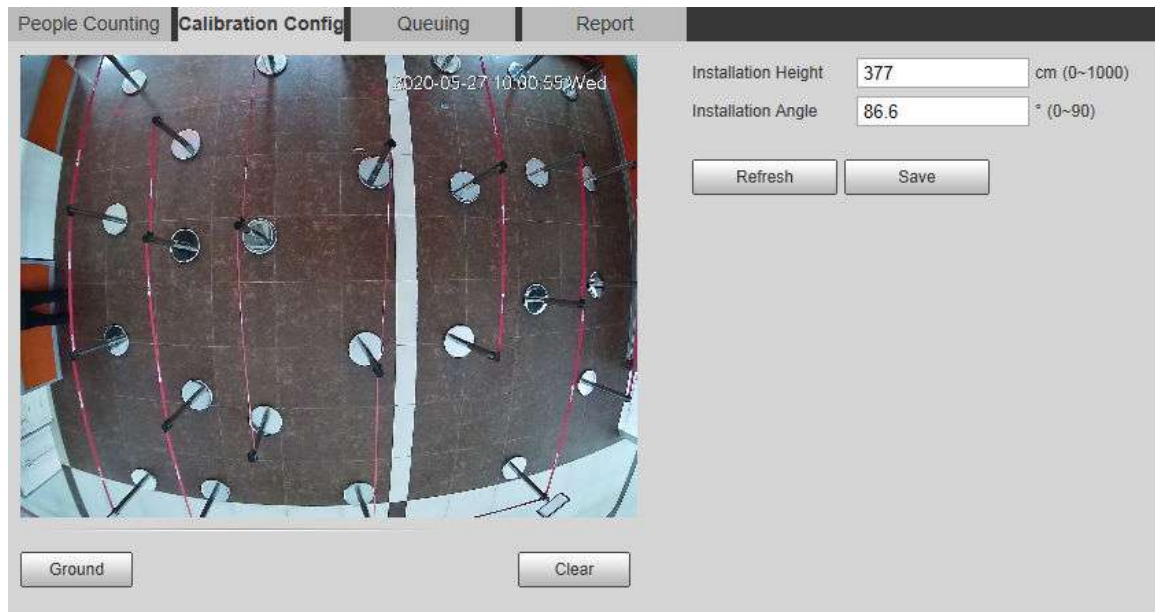 People Counting Calibration Config Queuing Report
2020-05-27 10:00:55 Wed
Installation Height 377 cm (0~1000)
Installation Angle 86.6 ° (0~90)
Refresh Save
Ground Clear